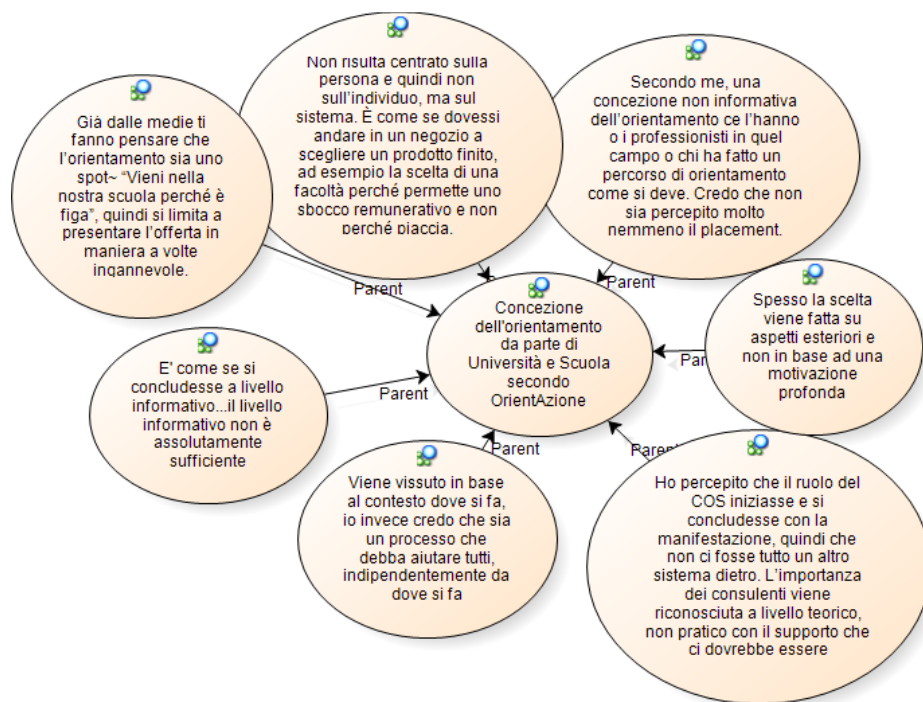 Già dalle medie ti
fanno pensare che
l'orientamento sia uno
spot~ “Vieni nella
nostra scuola perché è
figa”, quindi si limita a
presentare l'offerta in
maniera a volte
ingannevole.
Non risulta centrato sulla
persona e quindi non
sull'individuo, ma sul
sistema. È come se dovessi
andare in un negozio a
scegliere un prodotto finito,
ad esempio la scelta di una
facoltà perché permette uno
sbocco remunerativo e non
perché piaccia.
Secondo me, una
concezione non informativa
dell'orientamento ce l'hanno
o i professionisti in quel
campo o chi ha fatto un
percorso di orientamento
come si deve. Credo che non
sia percepito molto
nemmeno il placement.
Parent
Parent
Parent
Concezione
dell'orientamento
da parte di
Università e Scuola
secondo
OrientAzione
Spesso la scelta
viene fatta su
aspetti esteriori e
non in base ad una
motivazione
profonda
Parent
E' come se si
concludesse a livello
informativo...il livello
informativo non è
assolutamente
sufficiente
Parent
Parent
Viene vissuto in base
al contesto dove si fa,
io invece credo che sia
un processo che
debba aiutare tutti,
indipendentemente da
dove si fa
Ho percepito che il ruolo del
COS iniziasse e si
concludesse con la
manifestazione, quindi che
non ci fosse tutto un altro
sistema dietro. L'importanza
dei consulenti viene
riconosciuta a livello teorico,
non pratico con il supporto che
ci dovrebbe essere